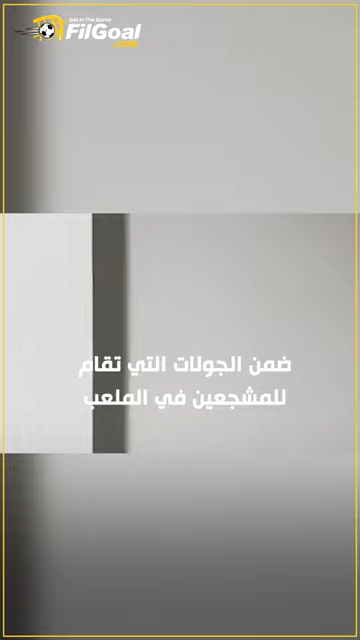 Get In The Game
FilGoal
.com
ضمن الجولات التي تقام
للمشجعين في الملعب